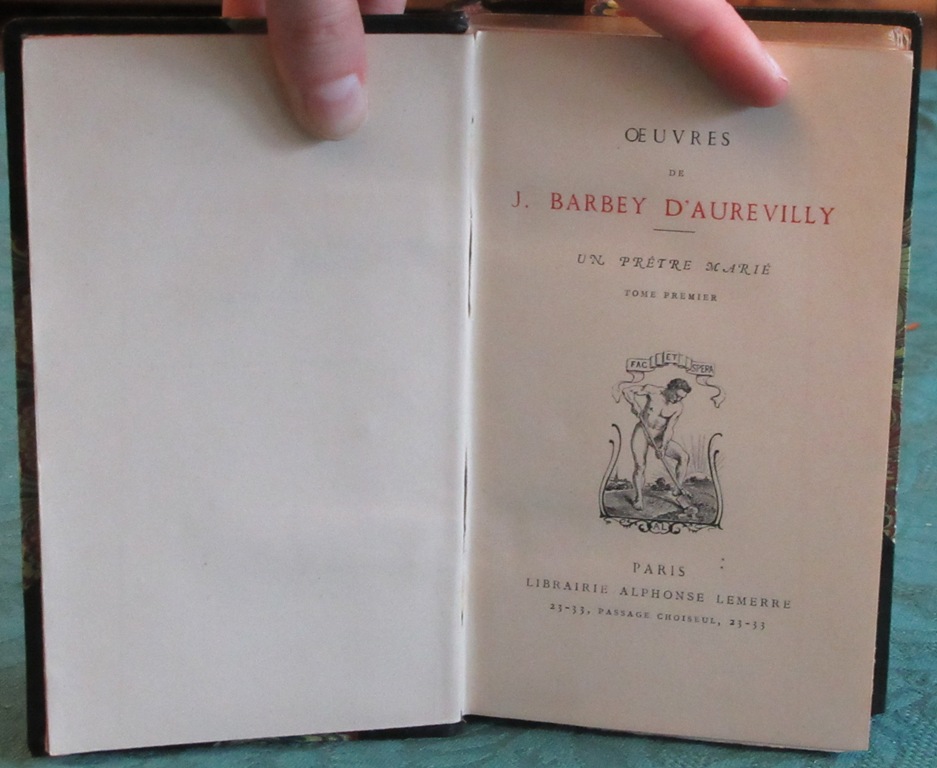 ŒUVRES
DE
J. BARBEY D'AUREVILLY
UN PRÊTRE MARIÉ
TOME PREMIER
FAC ET SPERA
AL
PARIS
LIBRAIRIE ALPHONSE LEMERRE
23-33, PASSAGE CHOISEUL, 23-33